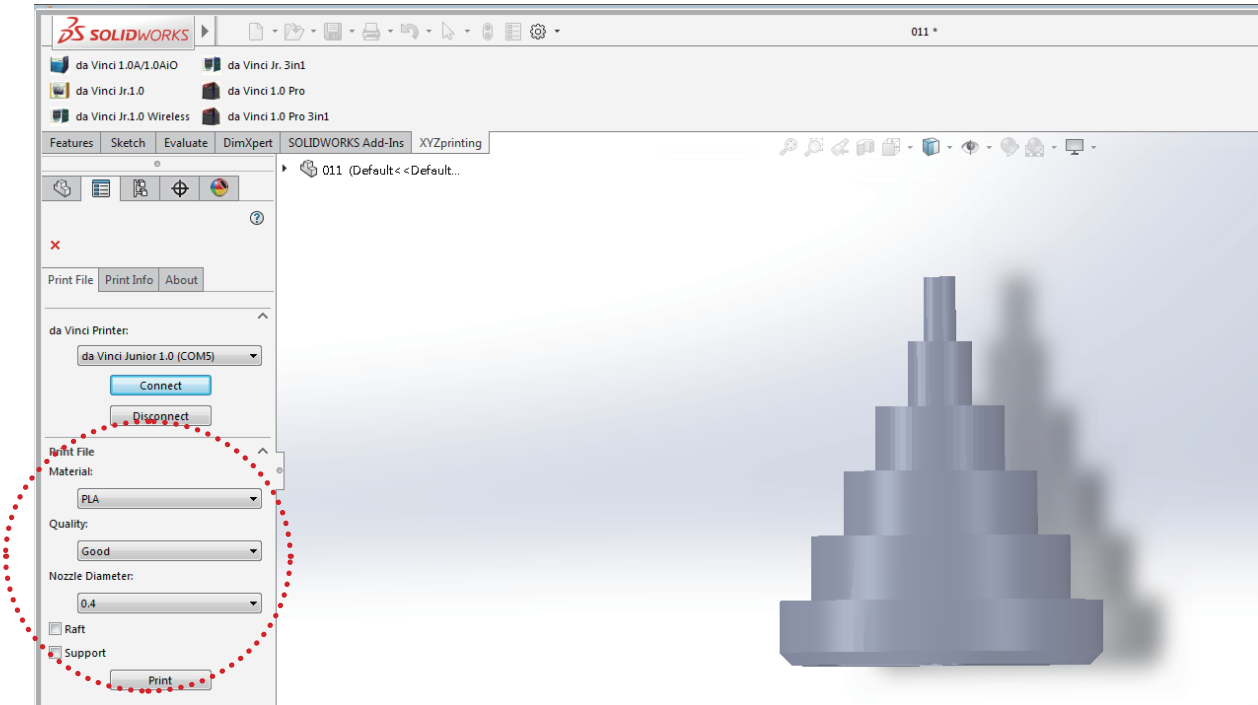 SOLIDWORKS
011 *
da Vinci 1.0A/1.0AiO da Vinci Jr. 3in1
da Vinci Jr.1.0 da Vinci 1.0 Pro
da Vinci Jr.1.0 Wireless da Vinci 1.0 Pro 3in1
Features Sketch Evaluate DimXpert SOLIDWORKS Add-Ins XYZprinting
011 (Default<<Default...
Print File Print Info About
da Vinci Printer:
da Vinci Junior 1.0 (COM5)
Connect
Disconnect
Print File
Material:
PLA
Quality:
Good
Nozzle Diameter:
0.4
Raft
Support
Print